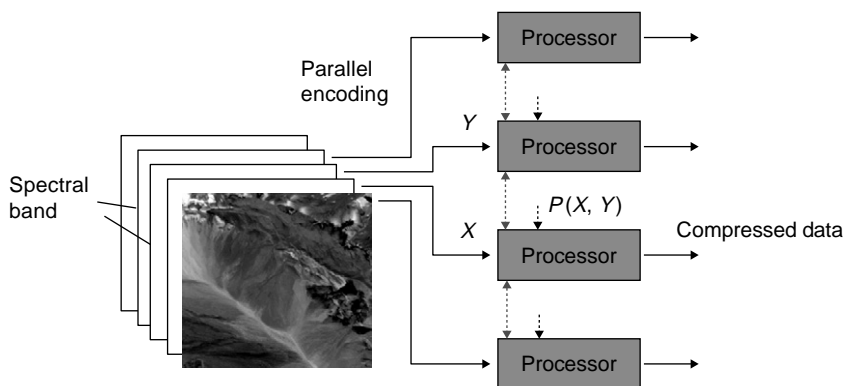 Processor
Parallel
encoding
Y
Processor
Spectral
band
P(X, Y)
X
Compressed data
Processor
Processor